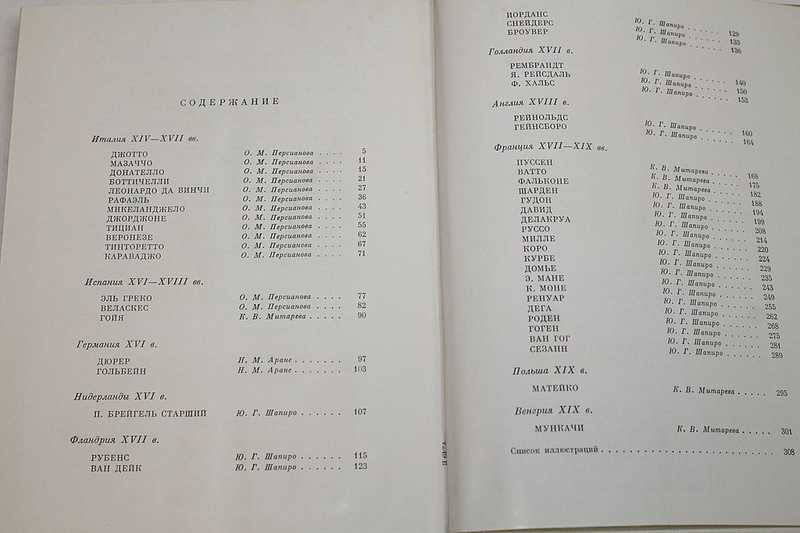 СОДЕРЖАНИЕ
Италия XIV—XVII вв.
ДЖОТТО О. М. Персианова . . . . 5
МАЗАЧЧО О. М. Персианова . . . . 11
ДОНАТЕЛЛО О. М. Персианова . . . . 15
БОТТИЧЕЛЛИ О. М. Персианова . . . . 21
ЛЕОНАРДО ДА ВИНЧИ О. М. Персианова . . . . 27
РАФАЭЛЬ О. М. Персианова . . . . 36
МИКЕЛАНДЖЕЛО О. М. Персианова . . . . 43
ДЖОРДЖОНЕ О. М. Персианова . . . . 51
ТИЦИАН О. М. Персианова . . . . 55
ВЕРОНЕЗЕ О. М. Персианова . . . . 62
ТИНТОРЕТТО О. М. Персианова . . . . 67
КАРАВАДЖО О. М. Персианова . . . . 71
Испания XVI—XVIII вв.
ЭЛЬ ГРЕКО О. М. Персианова . . . . 77
ВЕЛАСКЕС О. М. Персианова . . . . 82
ГОЙЯ К. В. Митарева . . . . . 90
Германия XVI в.
ДЮРЕР Н. М. Аране . . . . . . . 97
ГОЛЬБЕЙН Н. М. Аране . . . . . . . 103
Нидерланды XVI в.
П. БРЕЙГЕЛЬ СТАРШИЙ Ю. Г. Шапиро . . . . . . 107
Фландрия XVII в.
РУБЕНС Ю. Г. Шапиро . . . . . . 115
ВАН ДЕЙК Ю. Г. Шапиро . . . . . . 123
ИОРДАНС Ю. Г. Шапиро . . . . . . 129
СНЕЙДЕРС Ю. Г. Шапиро . . . . . . 133
БРОУВЕР Ю. Г. Шапиро . . . . . . 136
Голландия XVII в.
РЕМБРАНДТ Ю. Г. Шапиро . . . . . . 140
Я. РЕЙСДАЛЬ Ю. Г. Шапиро . . . . . . 150
Ф. ХАЛЬС Ю. Г. Шапиро . . . . . . 153
Англия XVIII в.
РЕЙНОЛЬДС Ю. Г. Шапиро . . . . . . 160
ГЕЙНСБОРО Ю. Г. Шапиро . . . . . . 164
Франция XVII—XIX вв.
ПУССЕН К. В. Митарева . . . . . 168
ВАТТО К. В. Митарева . . . . . 175
ФАЛЬКОНЕ К. В. Митарева . . . . . 182
ШАРДЕН Ю. Г. Шапиро . . . . . . 188
ГУДОН Ю. Г. Шапиро . . . . . . 194
ДАВИД Ю. Г. Шапиро . . . . . . 199
ДЕЛАКРУА Ю. Г. Шапиро . . . . . . 208
РУССО Ю. Г. Шапиро . . . . . . 214
МИЛЛЕ Ю. Г. Шапиро . . . . . . 220
КОРО Ю. Г. Шапиро . . . . . . 224
КУРБЕ Ю. Г. Шапиро . . . . . . 229
ДОМЬЕ Ю. Г. Шапиро . . . . . . 235
Э. МАНЕ Ю. Г. Шапиро . . . . . . 243
К. МОНЕ Ю. Г. Шапиро . . . . . . 249
РЕНУАР Ю. Г. Шапиро . . . . . . 255
ДЕГА Ю. Г. Шапиро . . . . . . 262
РОДЕН Ю. Г. Шапиро . . . . . . 268
ГОГЕН Ю. Г. Шапиро . . . . . . 275
ВАН ГОГ Ю. Г. Шапиро . . . . . . 281
СЕЗАНН Ю. Г. Шапиро . . . . . . 289
Польша XIX в.
МАТЕЙКО К. В. Митарева . . . . . 295
Венгрия XIX в.
МУНКАЧИ К. В. Митарева . . . . . 301
Список иллюстраций . . . . . . . . . . . . . . . . . . . . . . . . 308